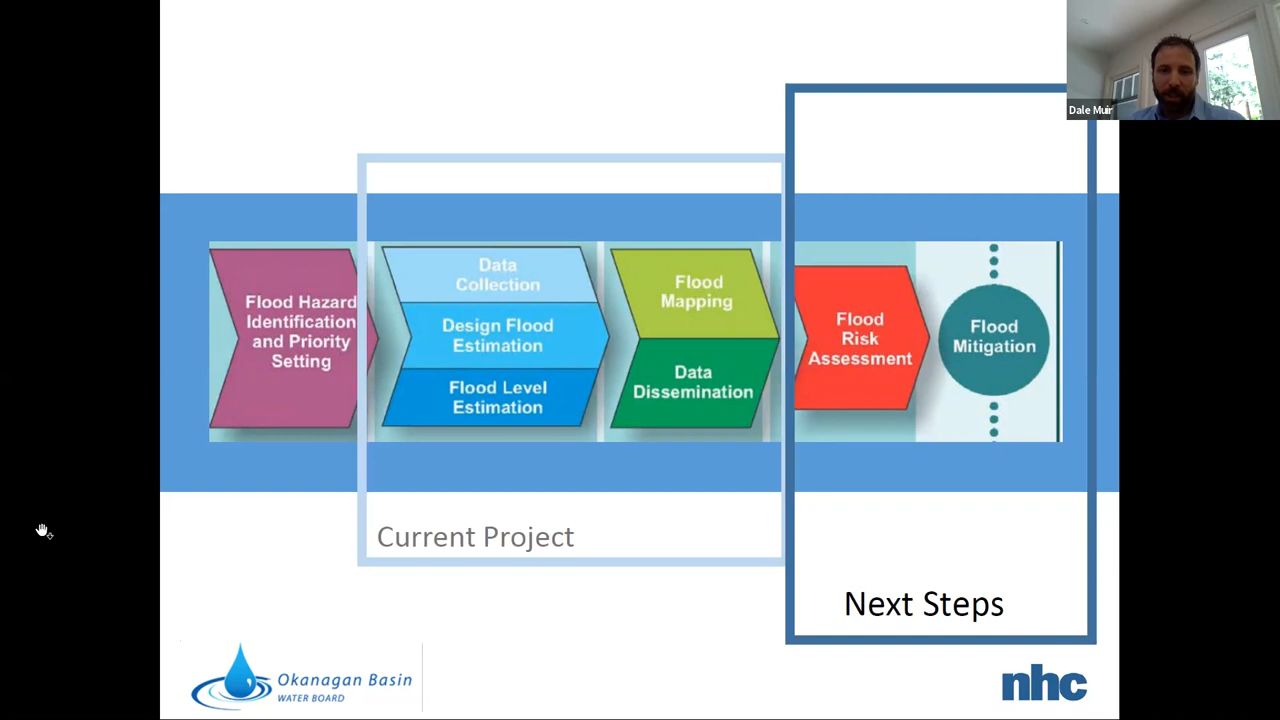 Dale Muir
Flood Hazard
Identification
and Priority
Setting
Data
Collection
Design Flood
Estimation
Flood Level
Estimation
Flood
Mapping
Data
Dissemination
Flood
Risk
Assessment
Flood
Mitigation
Current Project
Next Steps
Okanagan Basin
WATER BOARD
nhc